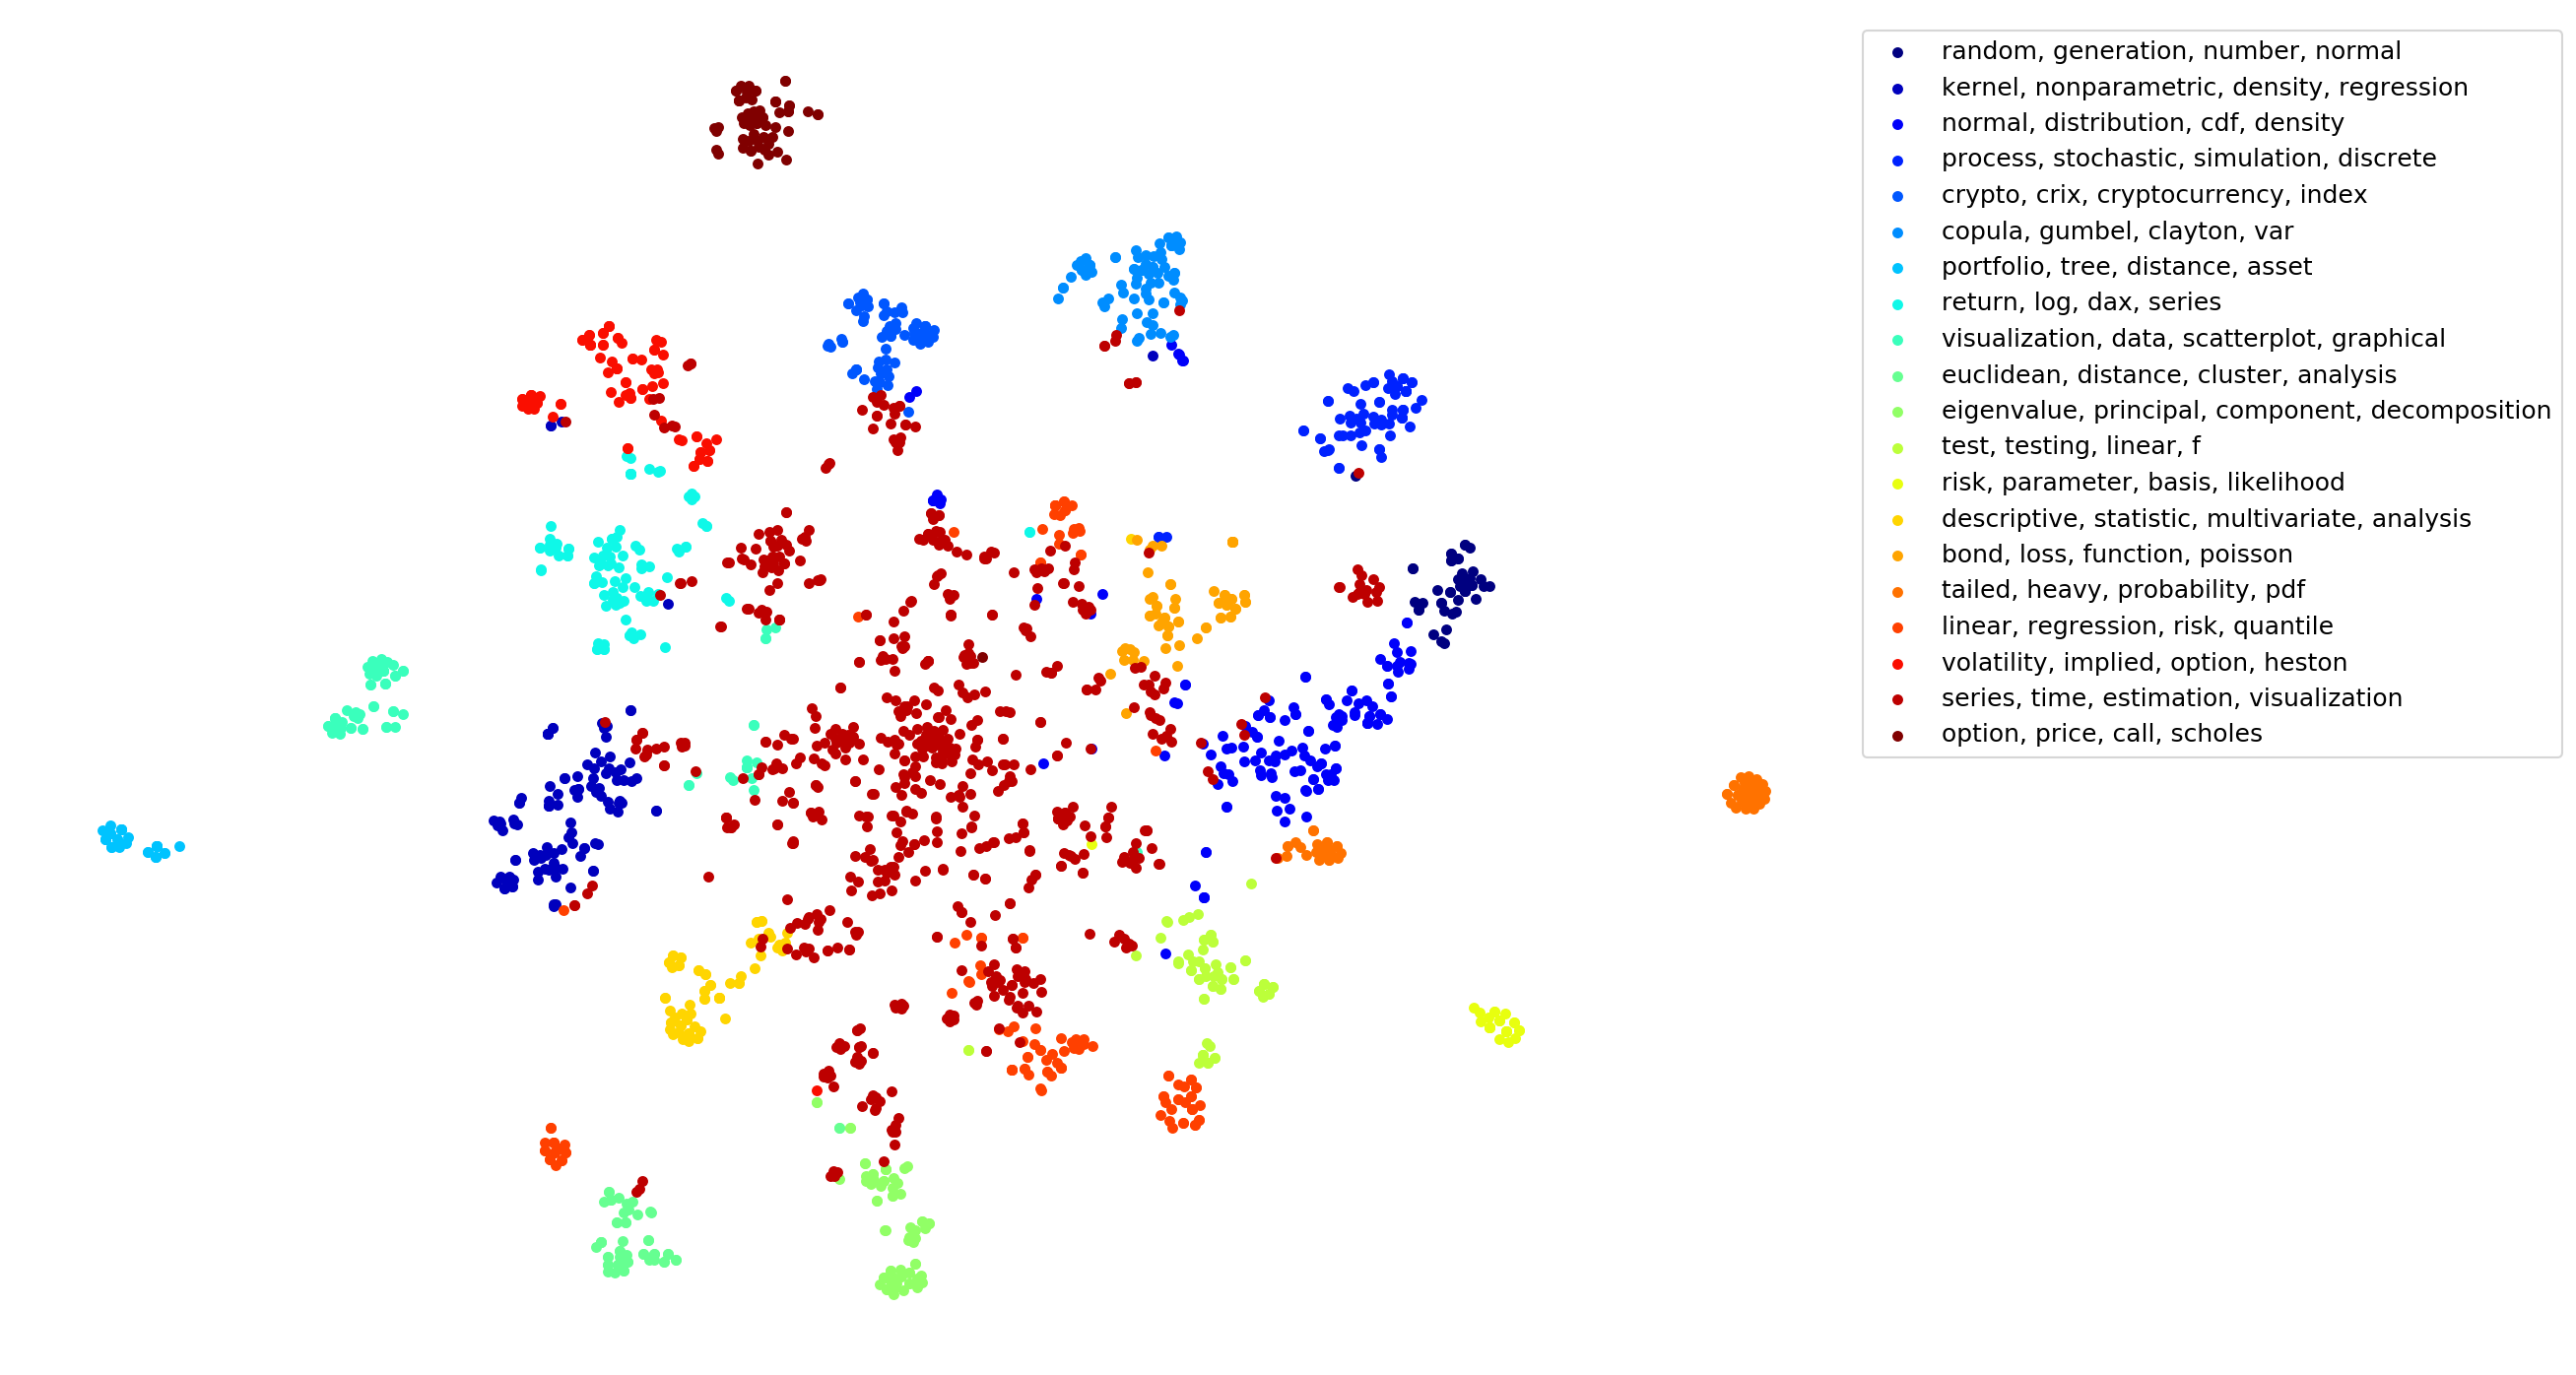 random, generation, number, normal
kernel, nonparametric, density, regression
normal, distribution, cdf, density
process, stochastic, simulation, discrete
crypto, crix, cryptocurrency, index
copula, gumbel, clayton, var
portfolio, tree, distance, asset
return, log, dax, series
visualization, data, scatterplot, graphical
euclidean, distance, cluster, analysis
eigenvalue, principal, component, decomposition
test, testing, linear, f
risk, parameter, basis, likelihood
descriptive, statistic, multivariate, analysis
bond, loss, function, poisson
tailed, heavy, probability, pdf
linear, regression, risk, quantile
volatility, implied, option, heston
series, time, estimation, visualization
option, price, call, scholes